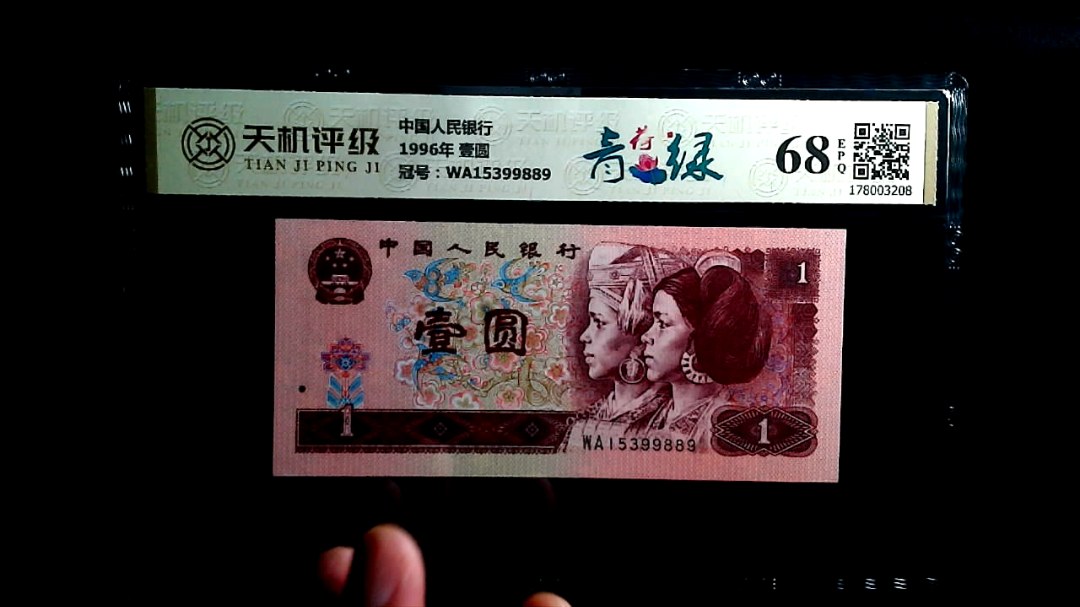 天机评级
TIAN JI PING JI
中国人民银行
1996年 壹圆
冠号：WA15399889
青荷绿
68
EPQ
178003208
中国人民银行
1
壹圆
1
WA15399889
1